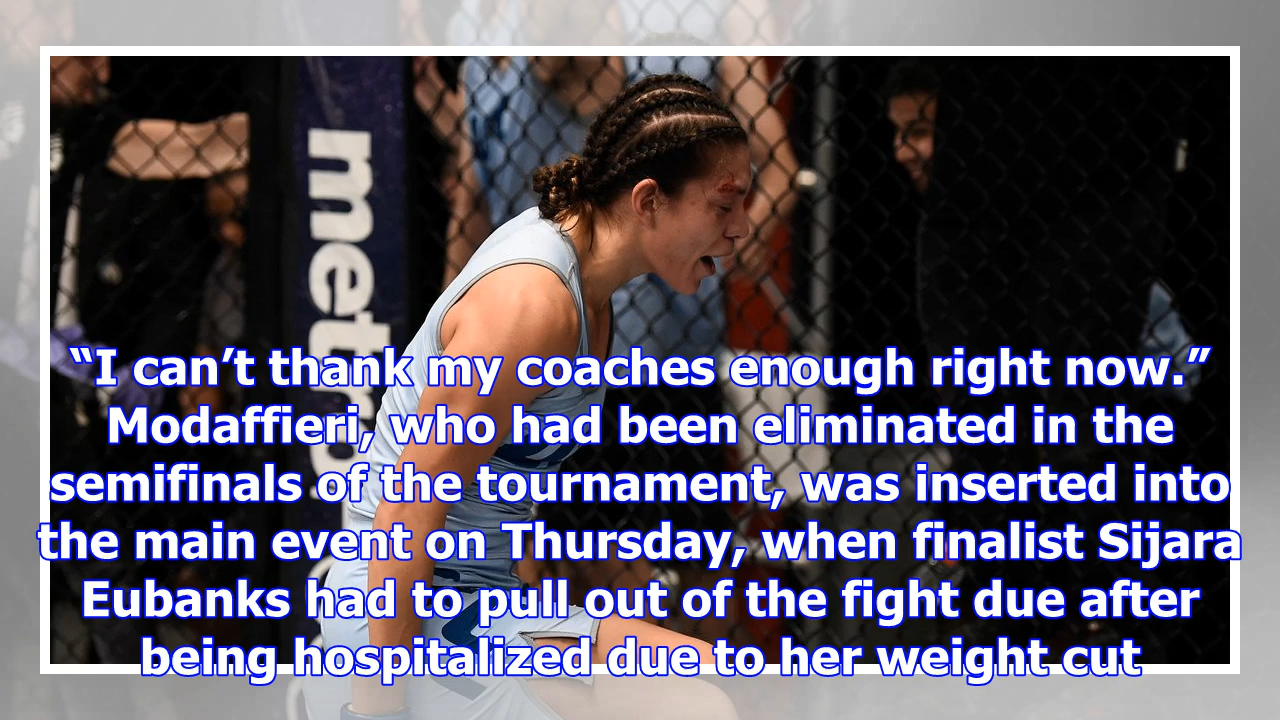 metro
“I can’t thank my coaches enough right now.”
Modaffieri, who had been eliminated in the
semifinals of the tournament, was inserted into
the main event on Thursday, when finalist Sijara
Eubanks had to pull out of the fight due after
being hospitalized due to her weight cut